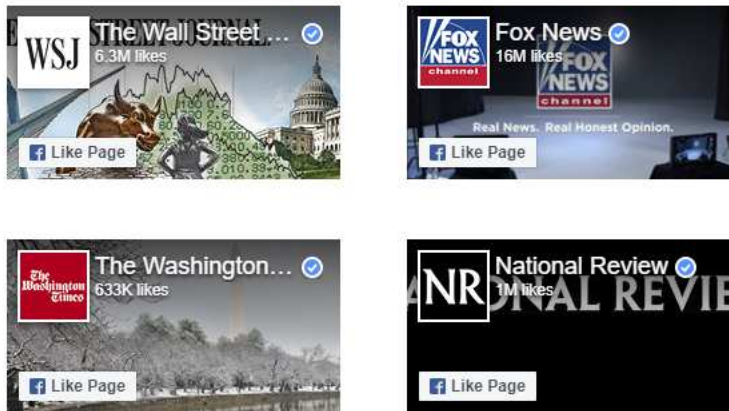 STREET JOURNAL.
WSJ
The Wall Street ...
6.3M likes
Like Page
FOX
NEWS
channel
Fox News
16M likes
FOX
NEWS
channel
Real News. Real Honest Opinion.
Like Page
The
Washington
Times
The Washington...
633K likes
Like Page
NR
National Review
1M likes
NAL REVIE
Like Page